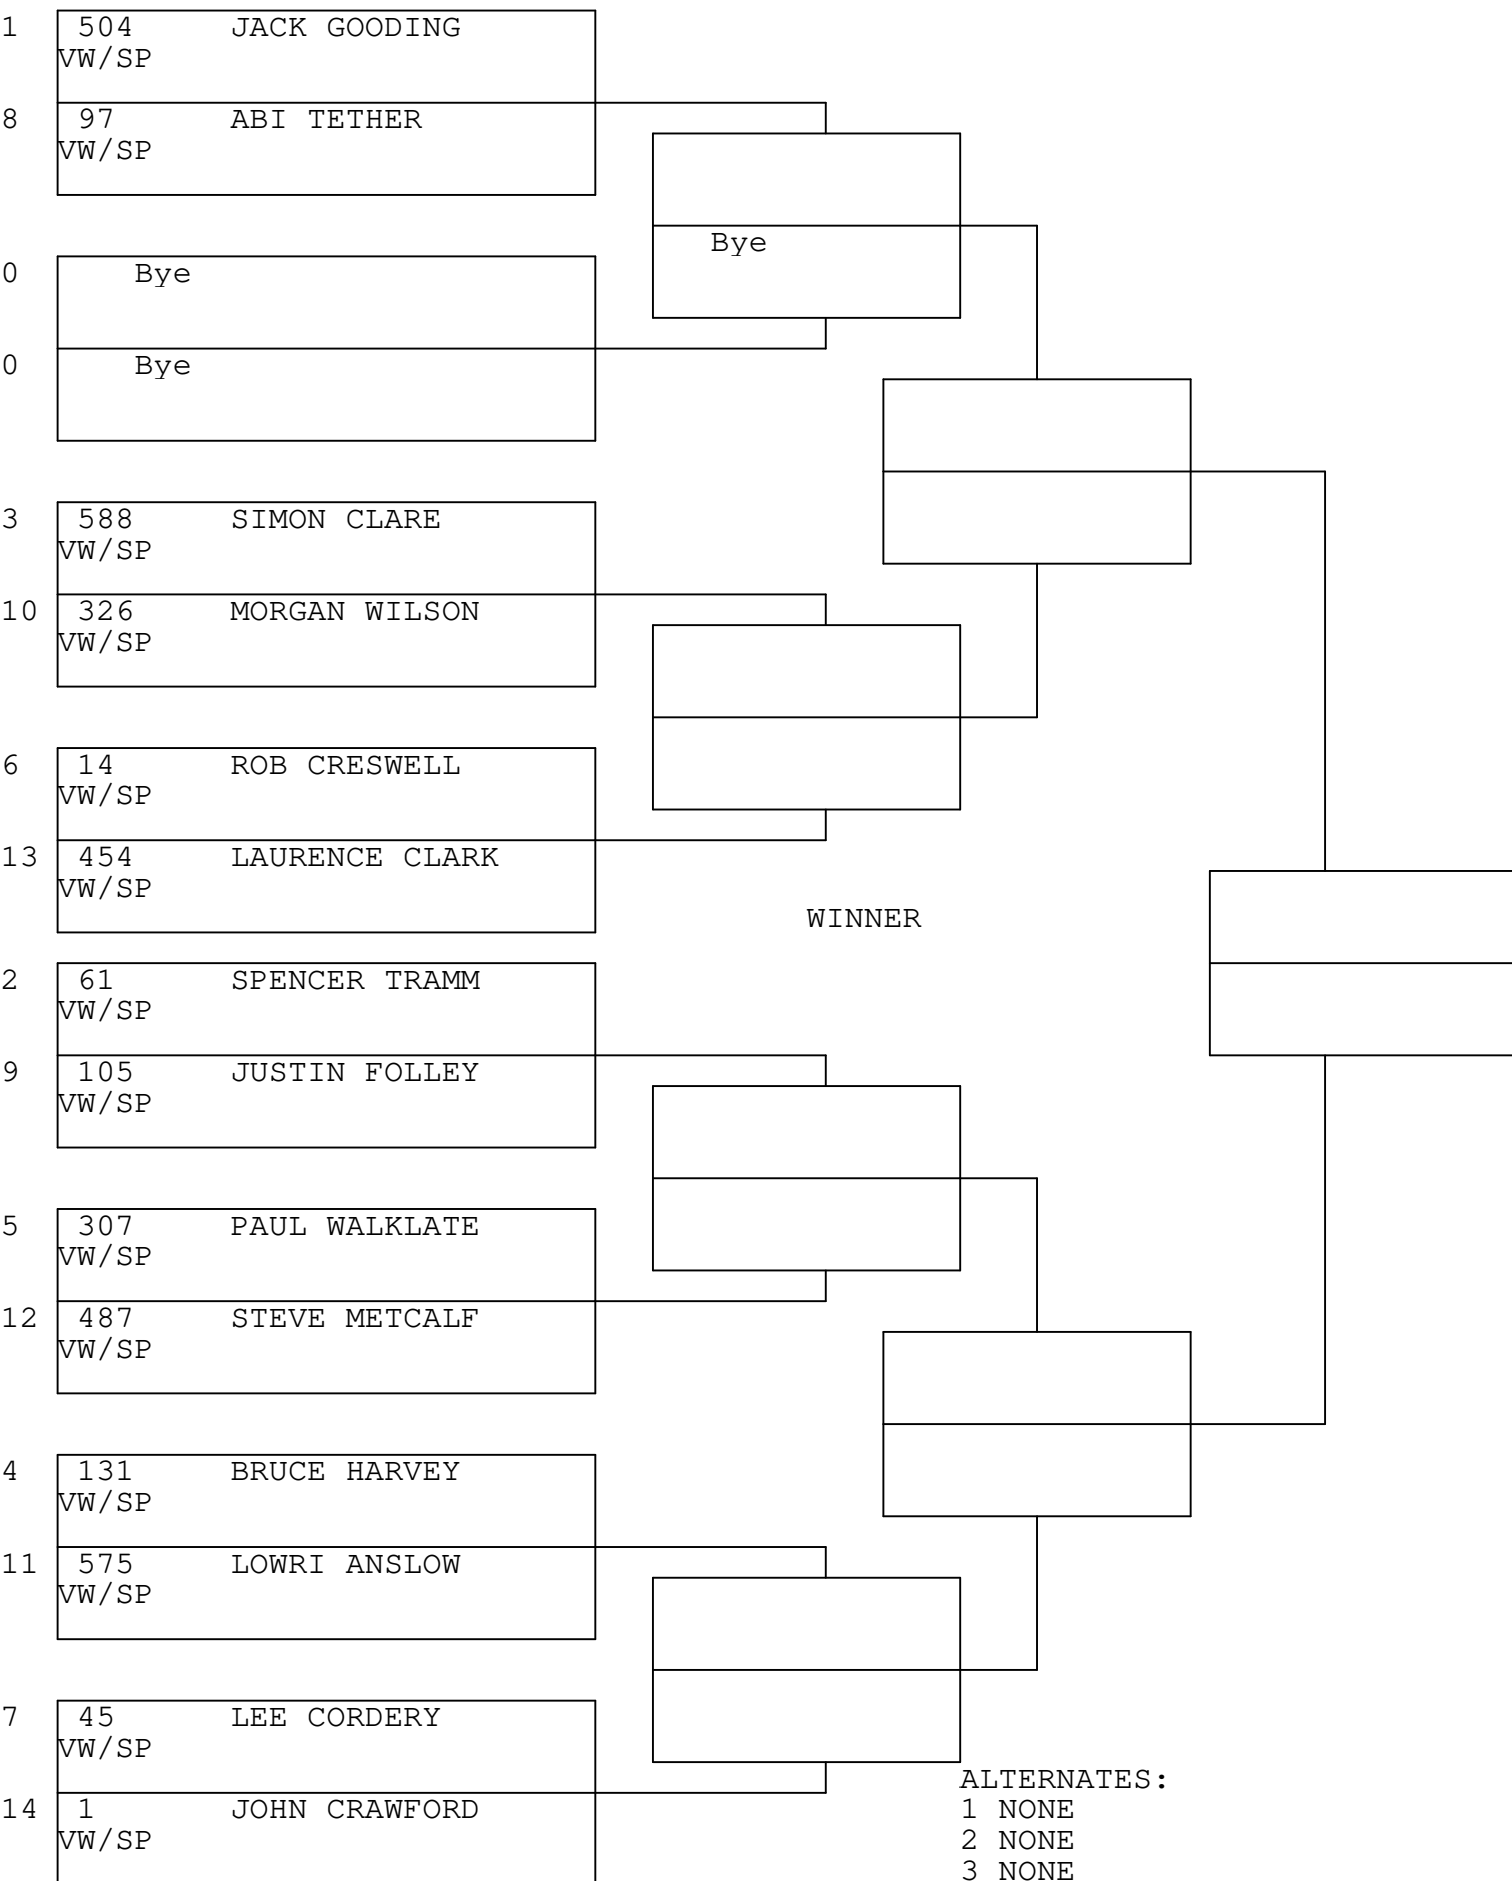 1 504 JACK GOODING
VW/SP
8 97 ABI TETHER
VW/SP
Bye
0 Bye
0 Bye
3 588 SIMON CLARE
VW/SP
10 326 MORGAN WILSON
VW/SP
6 14 ROB CRESWELL
VW/SP
13 454 LAURENCE CLARK
VW/SP
WINNER
2 61 SPENCER TRAMM
VW/SP
9 105 JUSTIN FOLLEY
VW/SP
5 307 PAUL WALKLATE
VW/SP
12 487 STEVE METCALF
VW/SP
4 131 BRUCE HARVEY
VW/SP
11 575 LOWRI ANSLOW
VW/SP
7 45 LEE CORDERY
VW/SP
14 1 JOHN CRAWFORD
VW/SP
ALTERNATES:
1 NONE
2 NONE
3 NONE